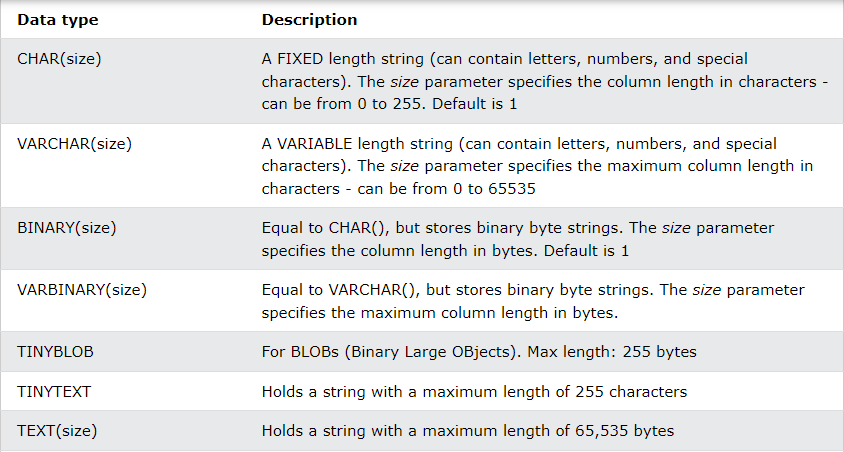 Data type Description
CHAR(size) A FIXED length string (can contain letters, numbers, and special
characters). The size parameter specifies the column length in characters -
can be from 0 to 255. Default is 1
VARCHAR(size) A VARIABLE length string (can contain letters, numbers, and special
characters). The size parameter specifies the maximum column length in
characters - can be from 0 to 65535
BINARY(size) Equal to CHAR(), but stores binary byte strings. The size parameter
specifies the column length in bytes. Default is 1
VARBINARY(size) Equal to VARCHAR(), but stores binary byte strings. The size parameter
specifies the maximum column length in bytes.
TINYBLOB For BLOBs (Binary Large OBjects). Max length: 255 bytes
TINYTEXT Holds a string with a maximum length of 255 characters
TEXT(size) Holds a string with a maximum length of 65,535 bytes